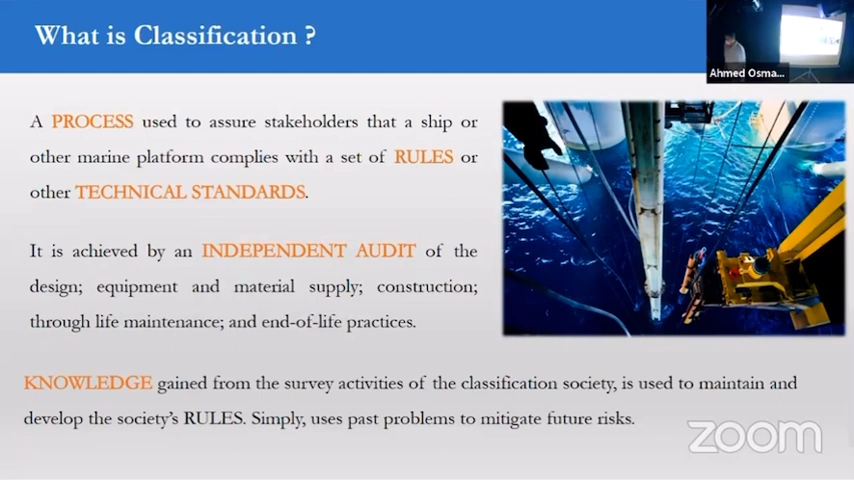 What is Classification ?
Ahmed Osma...
A PROCESS used to assure stakeholders that a ship or
other marine platform complies with a set of RULES or
other TECHNICAL STANDARDS.
It is achieved by an INDEPENDENT AUDIT of the
design; equipment and material supply; construction;
through life maintenance; and end-of-life practices.
KNOWLEDGE gained from the survey activities of the classification society, is used to maintain and
develop the society's RULES. Simply, uses past problems to mitigate future risks.
zoom